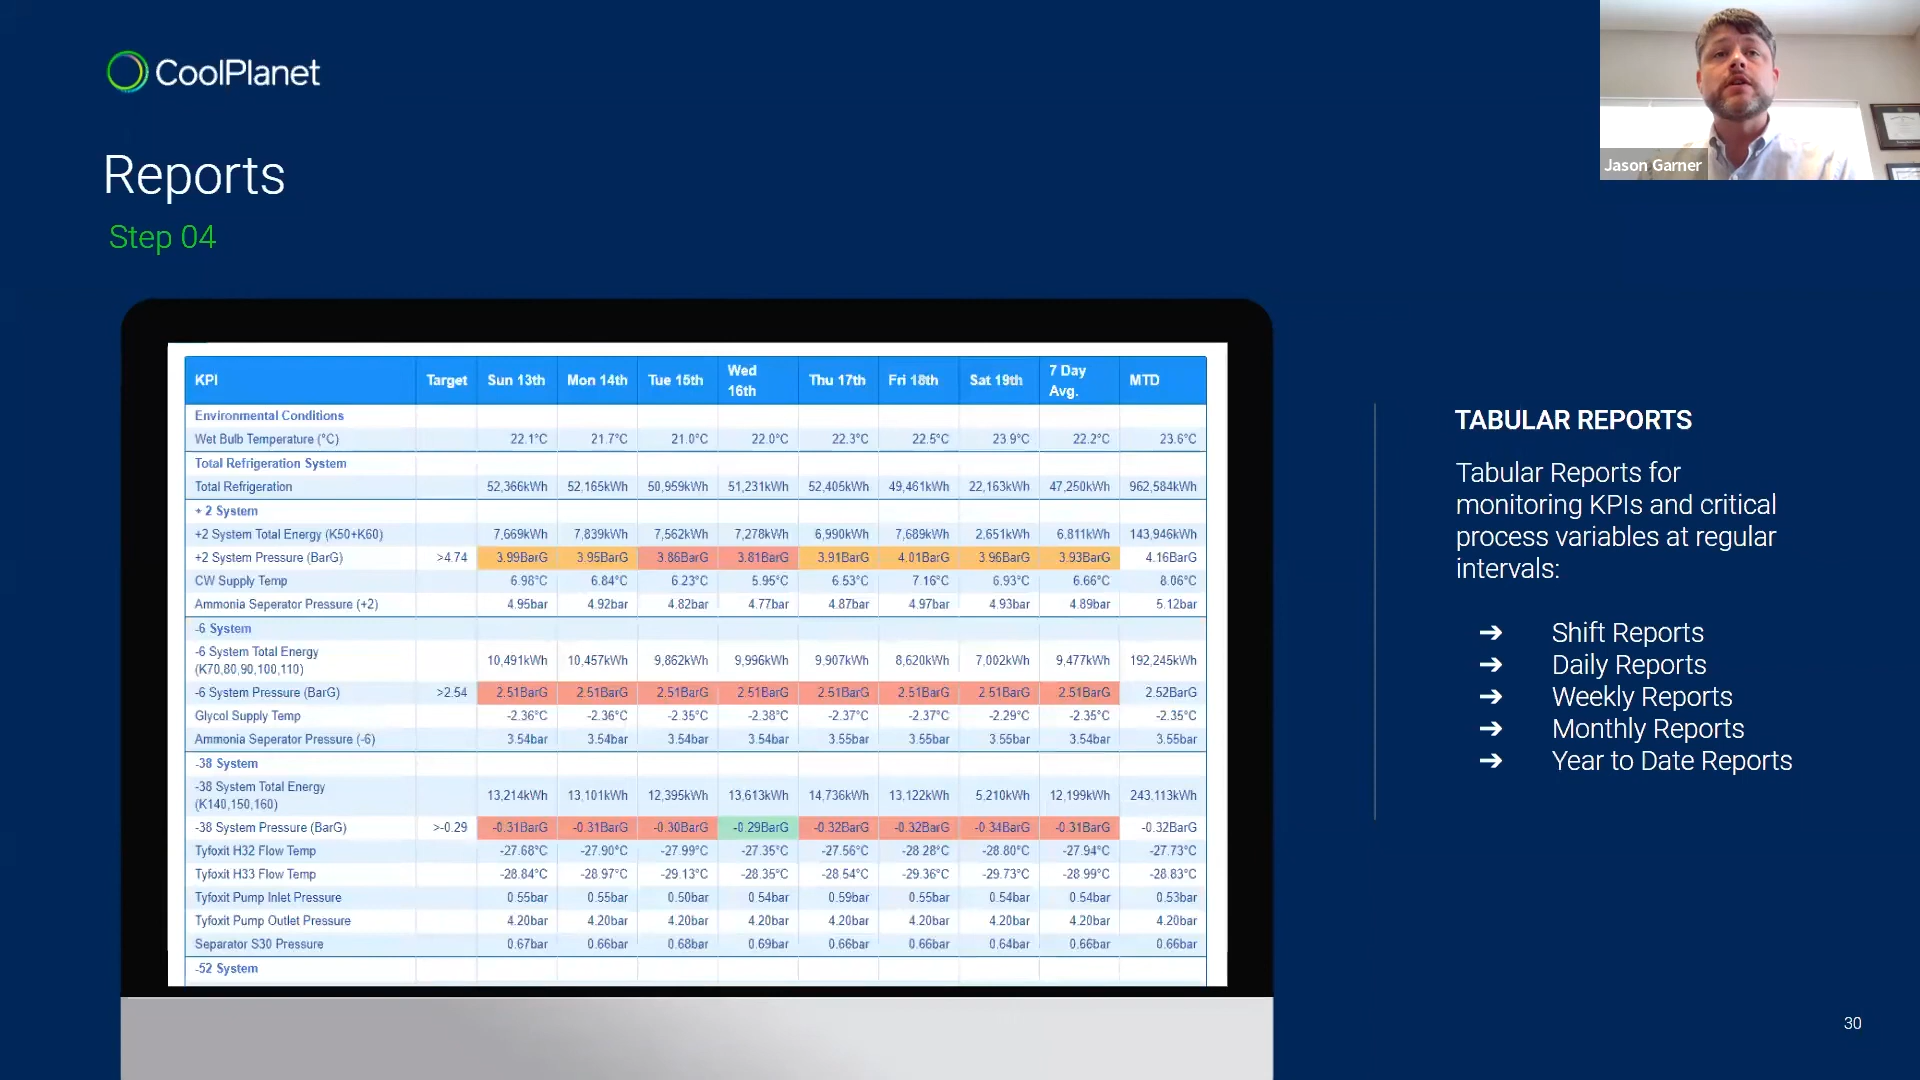 CoolPlanet
Jason Garner
Reports
Step 04
KPI Target Sun 13th Mon 14th Tue 15th Wed 16th Thu 17th Fri 18th Sat 19th 7 Day Avg. MTD
Environmental Conditions
Wet Bulb Temperature (°C) 22.1°C 21.7°C 21.0°C 22.0°C 22.3°C 22.5°C 23.9°C 22.2°C 23.6°C
Total Refrigeration System
Total Refrigeration 52,366kWh 52,165kWh 50,959kWh 51,231kWh 52,405kWh 49,461kWh 22,163kWh 47,250kWh 962,584kWh
+ 2 System
+2 System Total Energy (K50+K60) 7,669kWh 7,839kWh 7,562kWh 7,278kWh 6,990kWh 7,689kWh 2,651kWh 6,811kWh 143,946kWh
+2 System Pressure (BarG) >4.74 3.99BarG 3.95BarG 3.86BarG 3.81BarG 3.91BarG 4.01BarG 3.96BarG 3.93BarG 4.16BarG
CW Supply Temp 6.98°C 6.84°C 6.23°C 5.95°C 6.53°C 7.16°C 6.93°C 6.66°C 8.06°C
Ammonia Seperator Pressure (+2) 4.95bar 4.92bar 4.82bar 4.77bar 4.87bar 4.97bar 4.93bar 4.89bar 5.12bar
-6 System
-6 System Total Energy (K70,80,90,100,110) 10,491kWh 10,457kWh 9,862kWh 9,996kWh 9,907kWh 8,620kWh 7,002kWh 9,477kWh 192,245kWh
-6 System Pressure (BarG) >2.54 2.51BarG 2.51BarG 2.51BarG 2.51BarG 2.51BarG 2.51BarG 2.51BarG 2.51BarG 2.52BarG
Glycol Supply Temp -2.36°C -2.36°C -2.35°C -2.38°C -2.37°C -2.37°C -2.29°C -2.35°C -2.35°C
Ammonia Seperator Pressure (-6) 3.54bar 3.54bar 3.54bar 3.54bar 3.55bar 3.55bar 3.55bar 3.54bar 3.55bar
-38 System
-38 System Total Energy (K140,150,160) 13,214kWh 13,101kWh 12,395kWh 13,613kWh 14,736kWh 13,122kWh 5,210kWh 12,199kWh 243,113kWh
-38 System Pressure (BarG) >-0.29 -0.31BarG -0.31BarG -0.30BarG -0.29BarG -0.32BarG -0.32BarG -0.34BarG -0.31BarG -0.32BarG
Tyfoxit H32 Flow Temp -27.68°C -27.90°C -27.99°C -27.35°C -27.56°C -28.28°C -28.80°C -27.94°C -27.73°C
Tyfoxit H33 Flow Temp -28.84°C -28.97°C -29.13°C -28.35°C -28.54°C -29.36°C -29.73°C -28.99°C -28.83°C
Tyfoxit Pump Inlet Pressure 0.55bar 0.55bar 0.50bar 0.54bar 0.59bar 0.55bar 0.54bar 0.54bar 0.53bar
Tyfoxit Pump Outlet Pressure 4.20bar 4.20bar 4.20bar 4.20bar 4.20bar 4.20bar 4.20bar 4.20bar 4.20bar
Separator S30 Pressure 0.67bar 0.66bar 0.68bar 0.69bar 0.66bar 0.66bar 0.64bar 0.66bar 0.66bar
-52 System
TABULAR REPORTS
Tabular Reports for
monitoring KPIs and critical
process variables at regular
intervals:
➔ Shift Reports
➔ Daily Reports
➔ Weekly Reports
➔ Monthly Reports
➔ Year to Date Reports
30